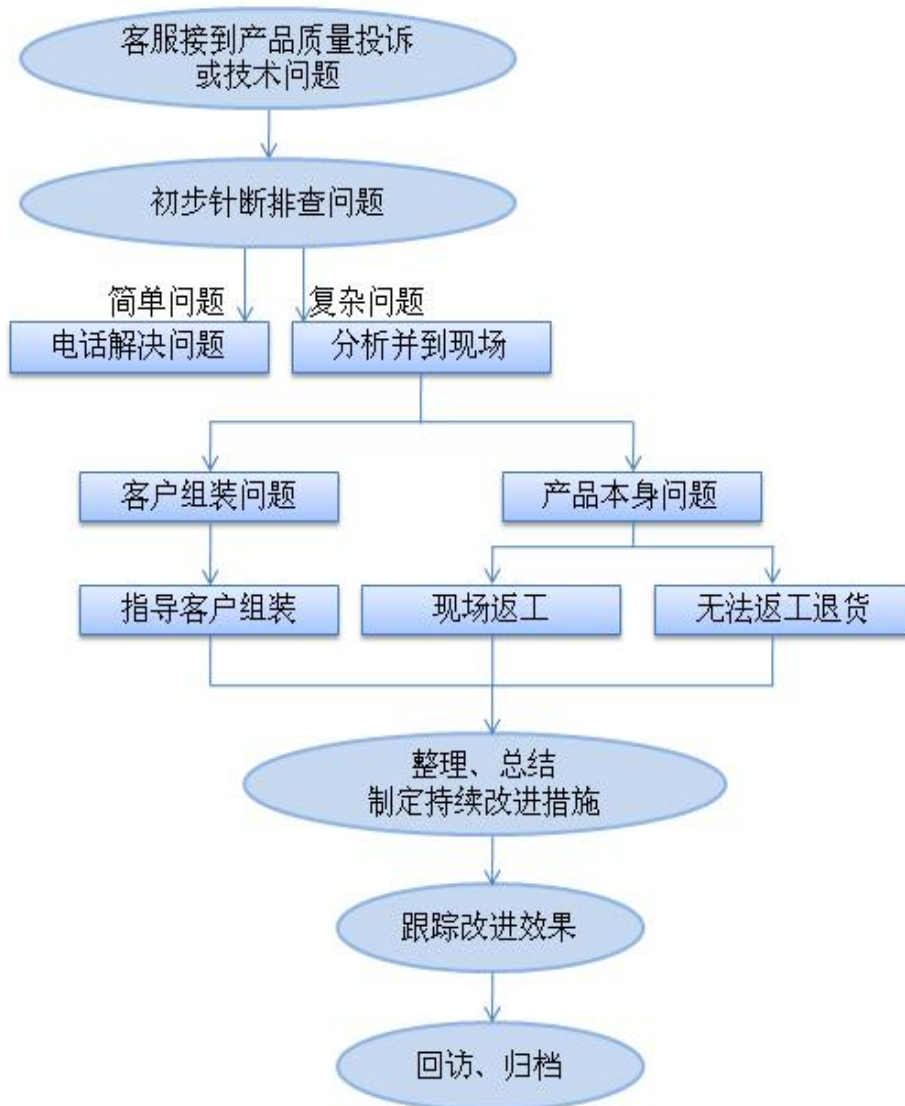 客服接到产品质量投诉
或技术问题
初步针断排查问题
简单问题
复杂问题
电话解决问题
分析并到现场
客户组装问题
产品本身问题
指导客户组装
现场返工
无法返工退货
整理、总结
制定持续改进措施
跟踪改进效果
回访、归档